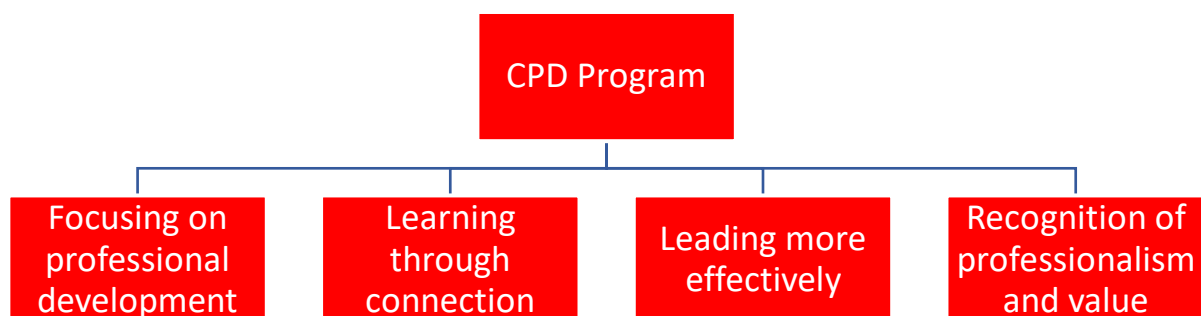 CPD Program
Focusing on
professional
development
Learning
through
connection
Leading more
effectively
Recognition of
professionalism
and value